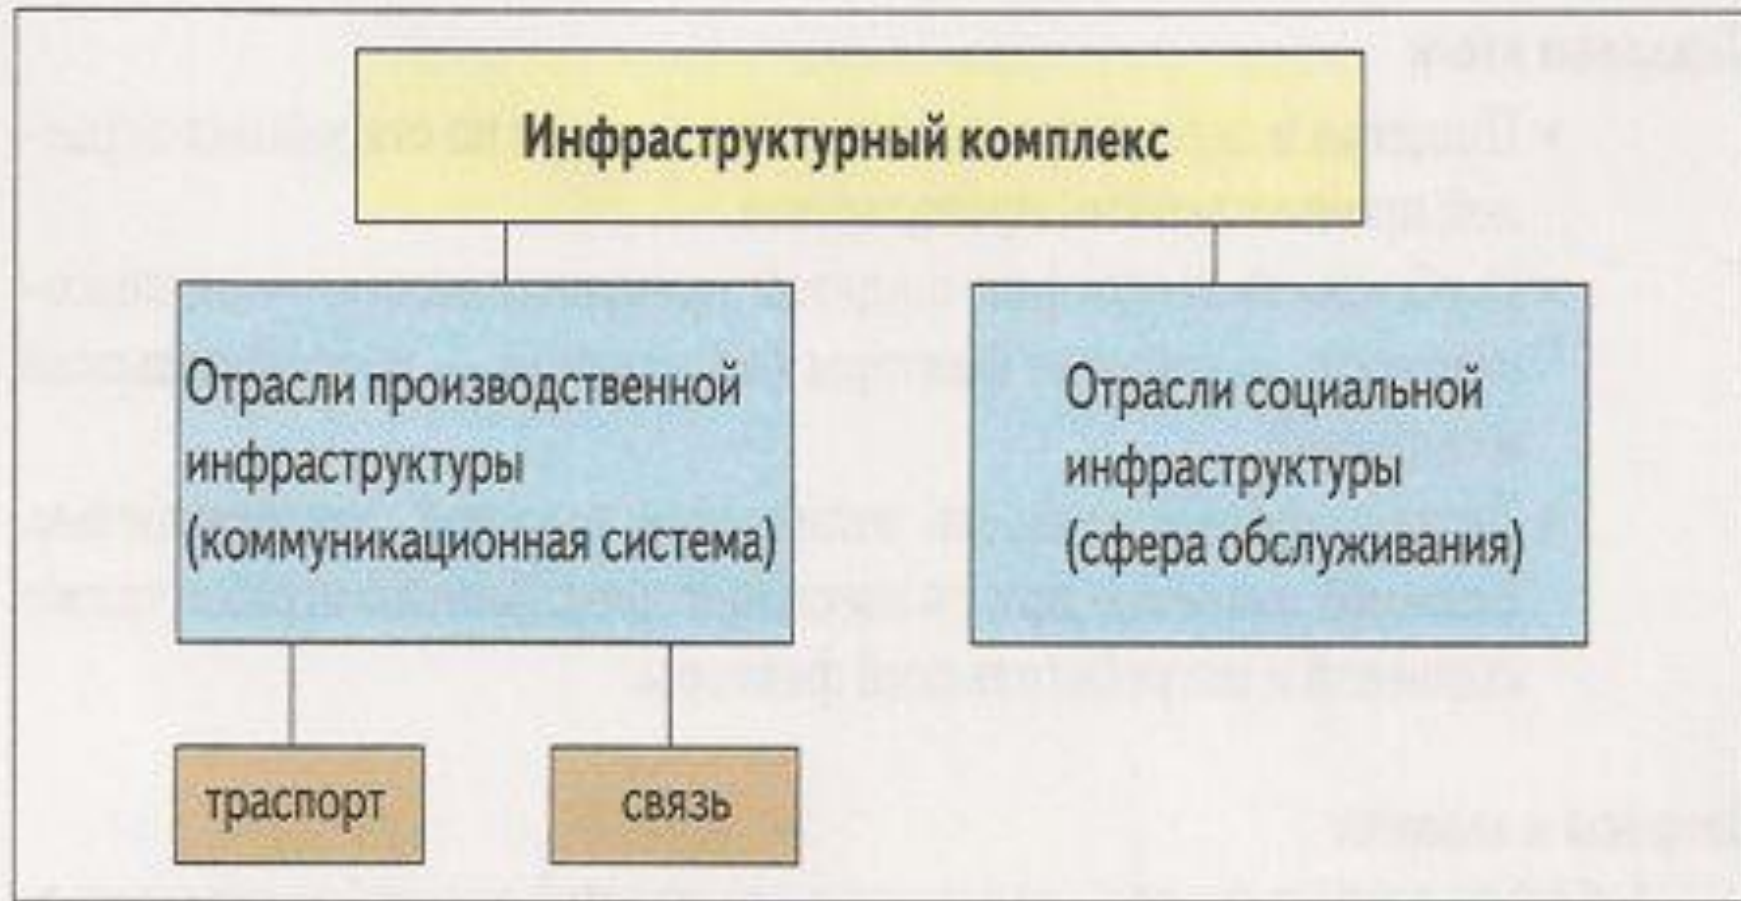 Инфраструктурный комплекс
Отрасли производственной
инфраструктуры
(коммуникационная система)
Отрасли социальной
инфраструктуры
(сфера обслуживания)
траспорт
связь